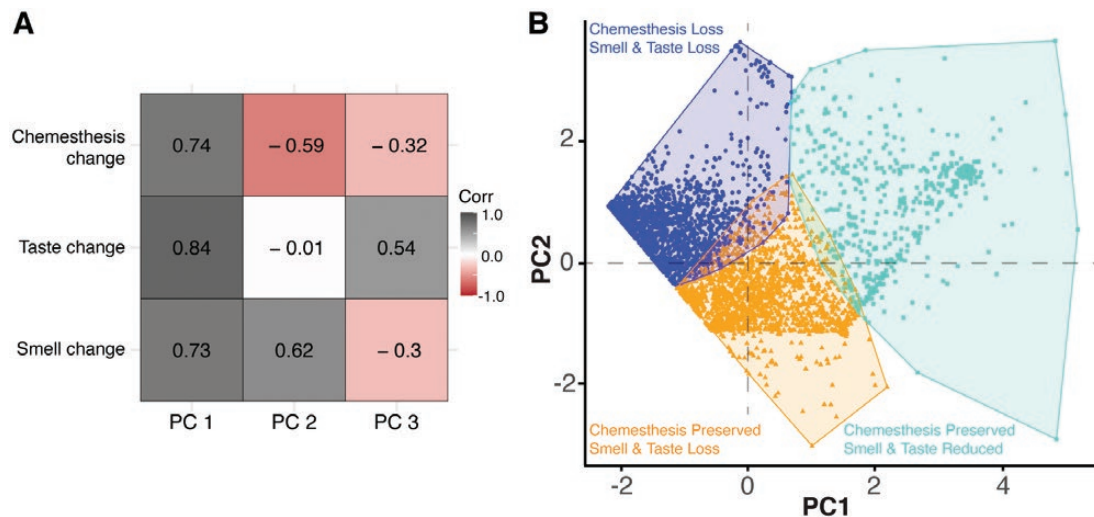 A
Chemesthesis
change
0.74
– 0.59
– 0.32
Taste change
0.84
– 0.01
0.54
Smell change
0.73
0.62
– 0.3
PC 1
PC 2
PC 3
Corr
1.0
0.0
-1.0
B
Chemesthesis Loss
Smell & Taste Loss
PC2
2
0
-2
Chemesthesis Preserved
Smell & Taste Loss
Chemesthesis Preserved
Smell & Taste Reduced
-2
0
2
4
PC1